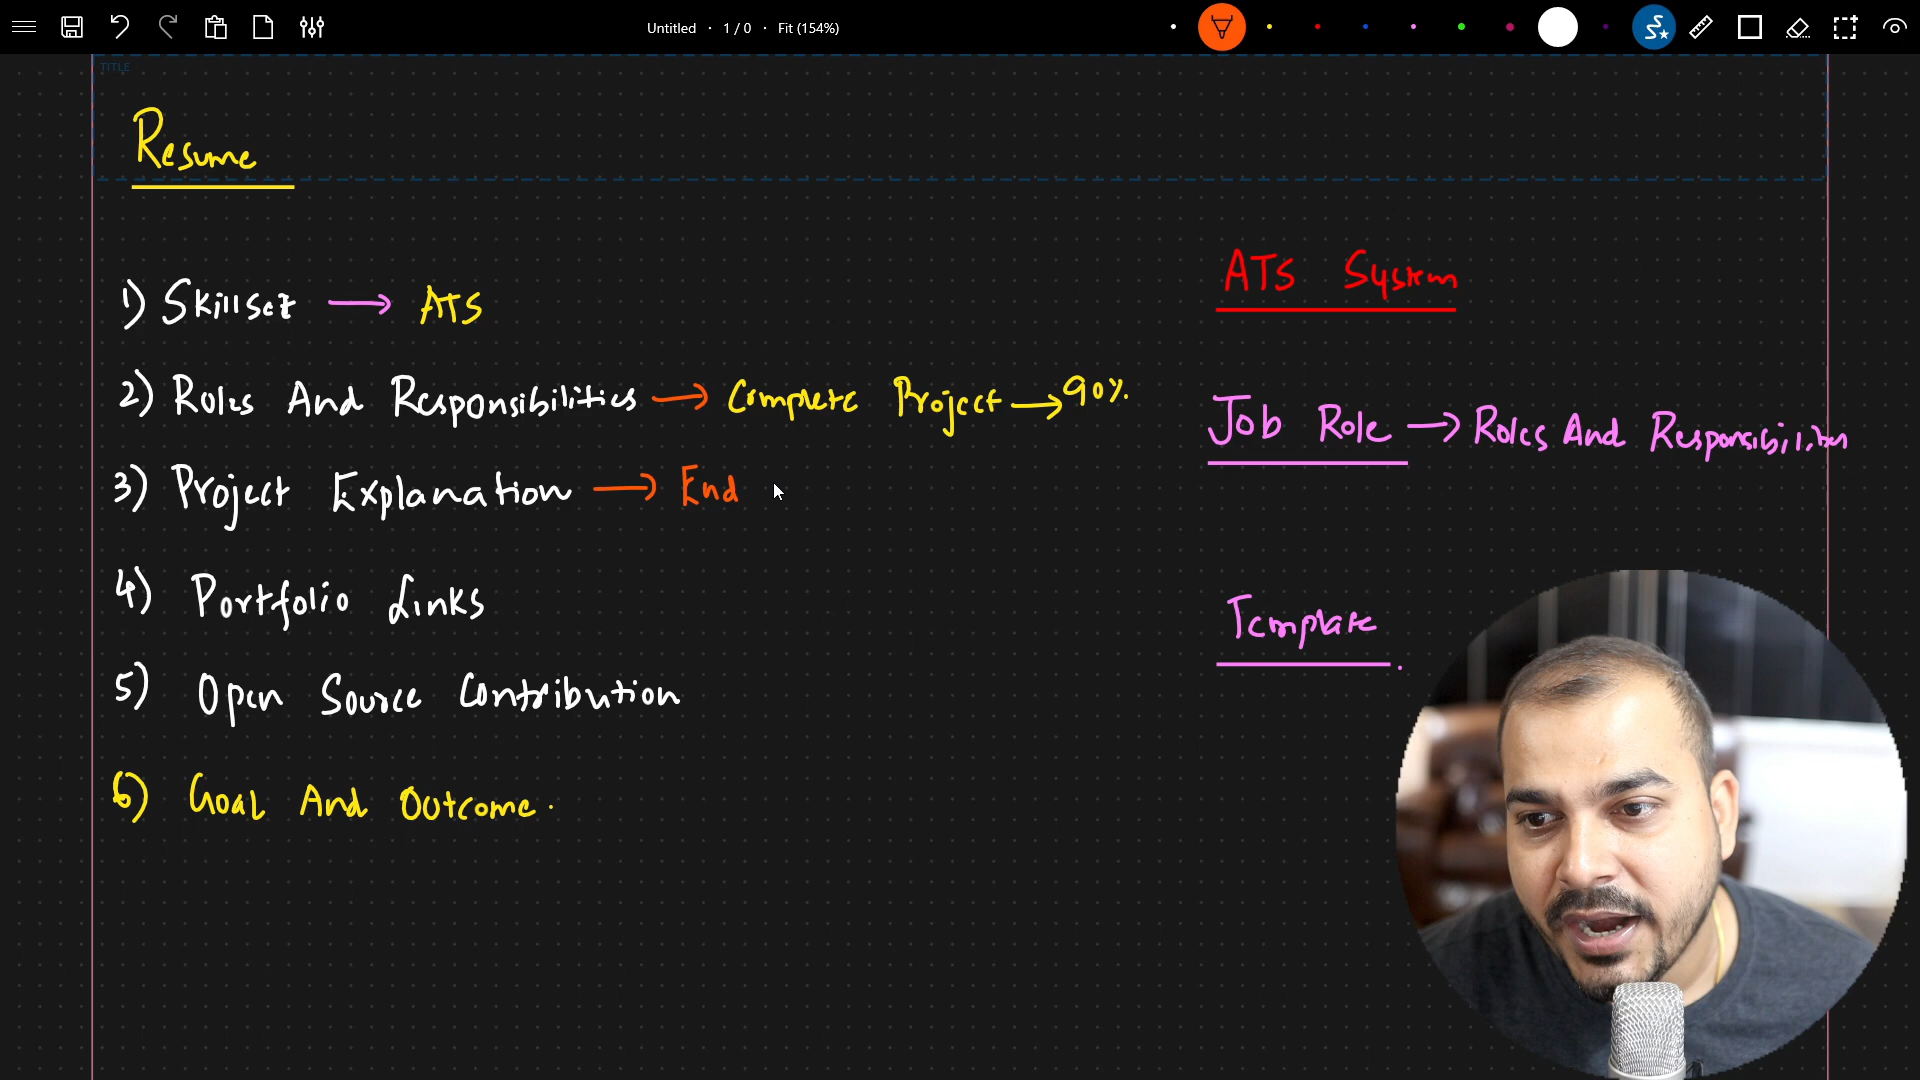 Untitled · 1 / 0 · Fit (154%)
TITLE
Resume
1) Skillset → ATS
2) Roles And Responsibilities → Complete Project → 90%.
3) Project Explanation → End
4) Portfolio Links
5) Open Source Contribution
6) Goal And Outcome.
ATS System
Job Role → Roles And Responsibilities
Template.